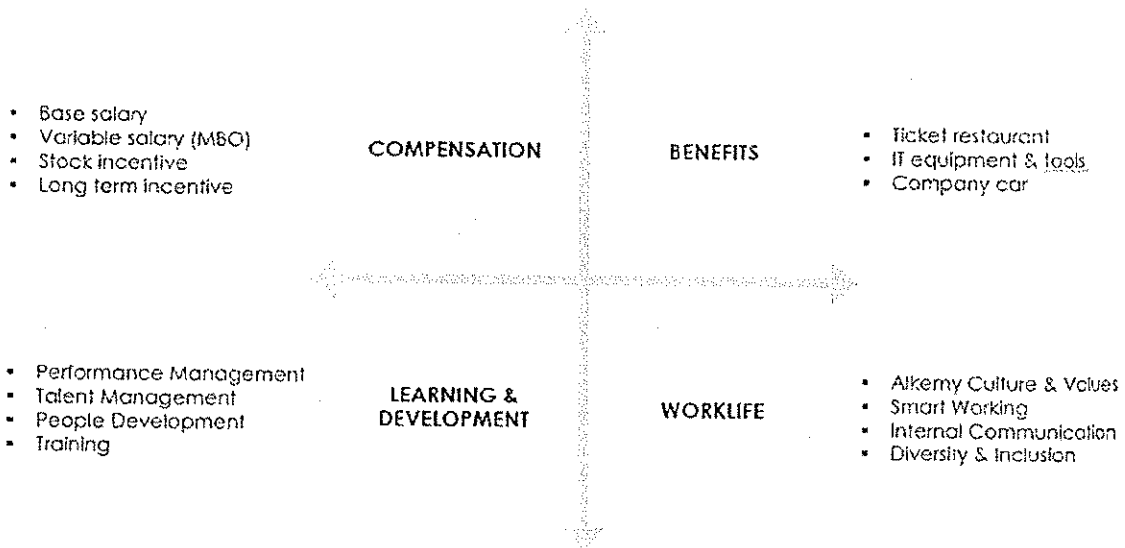 • Base salary
• Variable salary (MBO)
• Stock incentive
• Long term incentive
COMPENSATION
BENEFITS
• Ticket restaurant
• IT equipment & tools
• Company car
• Performance Management
• Talent Management
• People Development
• Training
LEARNING &
DEVELOPMENT
WORKLIFE
• Alkemy Culture & Values
• Smart Working
• Internal Communication
• Diversity & Inclusion